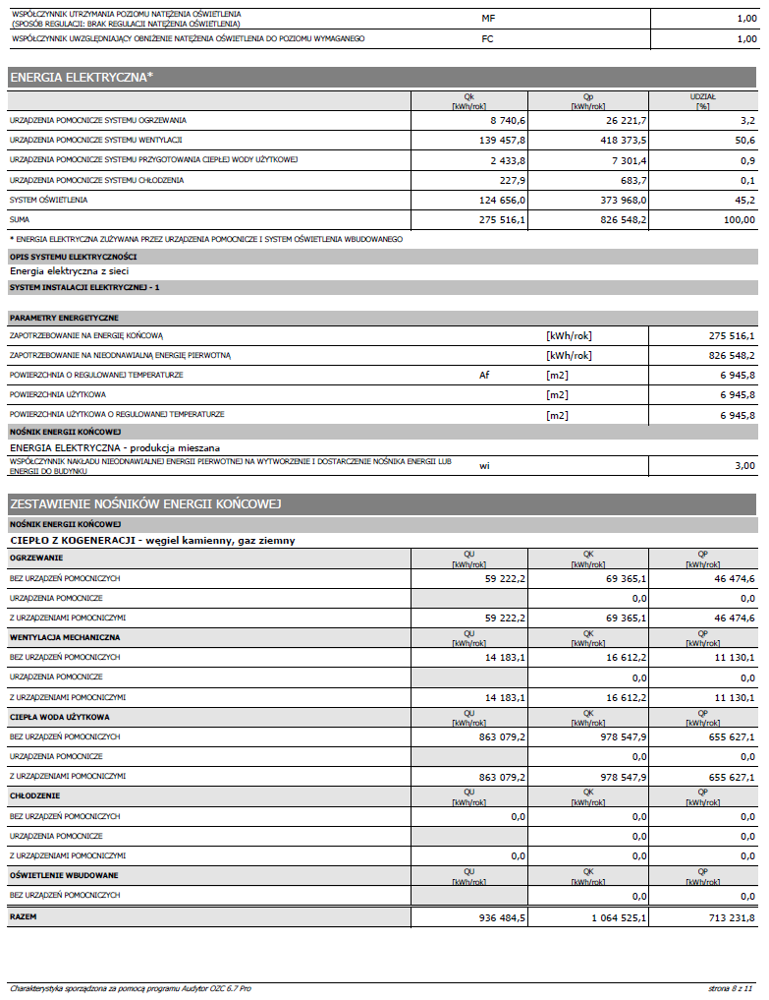 WSPÓŁCZYNNIK UTRZYMANIA POZIOMU NATĘŻENIA OŚWIETLENIA
(SPOSÓB REGULACJI: BRAK REGULACJI NATĘŻENIA OŚWIETLENIA) MF 1,00
WSPÓŁCZYNNIK UWZGLĘDNIAJĄCY OBNIŻENIE NATĘŻENIA OŚWIETLENIA DO POZIOMU WYMAGANEGO FC 1,00
ENERGIA ELEKTRYCZNA*
Qk Qp UDZIAŁ
[kWh/rok] [kWh/rok] [%]
URZĄDZENIA POMOCNICZE SYSTEMU OGRZEWANIA 8 740,6 26 221,7 3,2
URZĄDZENIA POMOCNICZE SYSTEMU WENTYLACJI 139 457,8 418 373,5 50,6
URZĄDZENIA POMOCNICZE SYSTEMU PRZYGOTOWANIA CIEPŁEJ WODY UŻYTKOWEJ 2 433,8 7 301,4 0,9
URZĄDZENIA POMOCNICZE SYSTEMU CHŁODZENIA 227,9 683,7 0,1
SYSTEM OŚWIETLENIA 124 656,0 373 968,0 45,2
SUMA 275 516,1 826 548,2 100,00
* ENERGIA ELEKTRYCZNA ZUŻYWANA PRZEZ URZĄDZENIA POMOCNICZE I SYSTEM OŚWIETLENIA WBUDOWANEGO
OPIS SYSTEMU ELEKTRYCZNOŚCI
Energia elektryczna z sieci
SYSTEM INSTALACJI ELEKTRYCZNEJ - 1
PARAMETRY ENERGETYCZNE
ZAPOTRZEBOWANIE NA ENERGIĘ KOŃCOWĄ [kWh/rok] 275 516,1
ZAPOTRZEBOWANIE NA NIEODNAWIALNĄ ENERGIĘ PIERWOTNĄ [kWh/rok] 826 548,2
POWIERZCHNIA O REGULOWANEJ TEMPERATURZE Af [m2] 6 945,8
POWIERZCHNIA UŻYTKOWA [m2] 6 945,8
POWIERZCHNIA UŻYTKOWA O REGULOWANEJ TEMPERATURZE [m2] 6 945,8
NOŚNIK ENERGII KOŃCOWEJ
ENERGIA ELEKTRYCZNA - produkcja mieszana
WSPÓŁCZYNNIK NAKŁADU NIEODNAWIALNEJ ENERGII PIERWOTNEJ NA WYTWORZENIE I DOSTARCZENIE NOŚNIKA ENERGII LUB
ENERGII DO BUDYNKU wi 3,00
ZESTAWIENIE NOŚNIKÓW ENERGII KOŃCOWEJ
NOŚNIK ENERGII KOŃCOWEJ
CIEPŁO Z KOGENERACJI - węgiel kamienny, gaz ziemny
OGRZEWANIE QU QK QP
[kWh/rok] [kWh/rok] [kWh/rok]
BEZ URZĄDZEŃ POMOCNICZYCH 59 222,2 69 365,1 46 474,6
URZĄDZENIA POMOCNICZE 0,0 0,0
Z URZĄDZENIAMI POMOCNICZYMI 59 222,2 69 365,1 46 474,6
WENTYLACJA MECHANICZNA QU QK QP
[kWh/rok] [kWh/rok] [kWh/rok]
BEZ URZĄDZEŃ POMOCNICZYCH 14 183,1 16 612,2 11 130,1
URZĄDZENIA POMOCNICZE 0,0 0,0
Z URZĄDZENIAMI POMOCNICZYMI 14 183,1 16 612,2 11 130,1
CIEPŁA WODA UŻYTKOWA QU QK QP
[kWh/rok] [kWh/rok] [kWh/rok]
BEZ URZĄDZEŃ POMOCNICZYCH 863 079,2 978 547,9 655 627,1
URZĄDZENIA POMOCNICZE 0,0 0,0
Z URZĄDZENIAMI POMOCNICZYMI 863 079,2 978 547,9 655 627,1
CHŁODZENIE QU QK QP
[kWh/rok] [kWh/rok] [kWh/rok]
BEZ URZĄDZEŃ POMOCNICZYCH 0,0 0,0 0,0
URZĄDZENIA POMOCNICZE 0,0 0,0
Z URZĄDZENIAMI POMOCNICZYMI 0,0 0,0 0,0
OŚWIETLENIE WBUDOWANE QU QK QP
[kWh/rok] [kWh/rok] [kWh/rok]
BEZ URZĄDZEŃ POMOCNICZYCH 0,0 0,0
RAZEM 936 484,5 1 064 525,1 713 231,8
Charakterystyka sporządzona za pomocą programu Audytor OZC 6.7 Pro strona 8 z 11